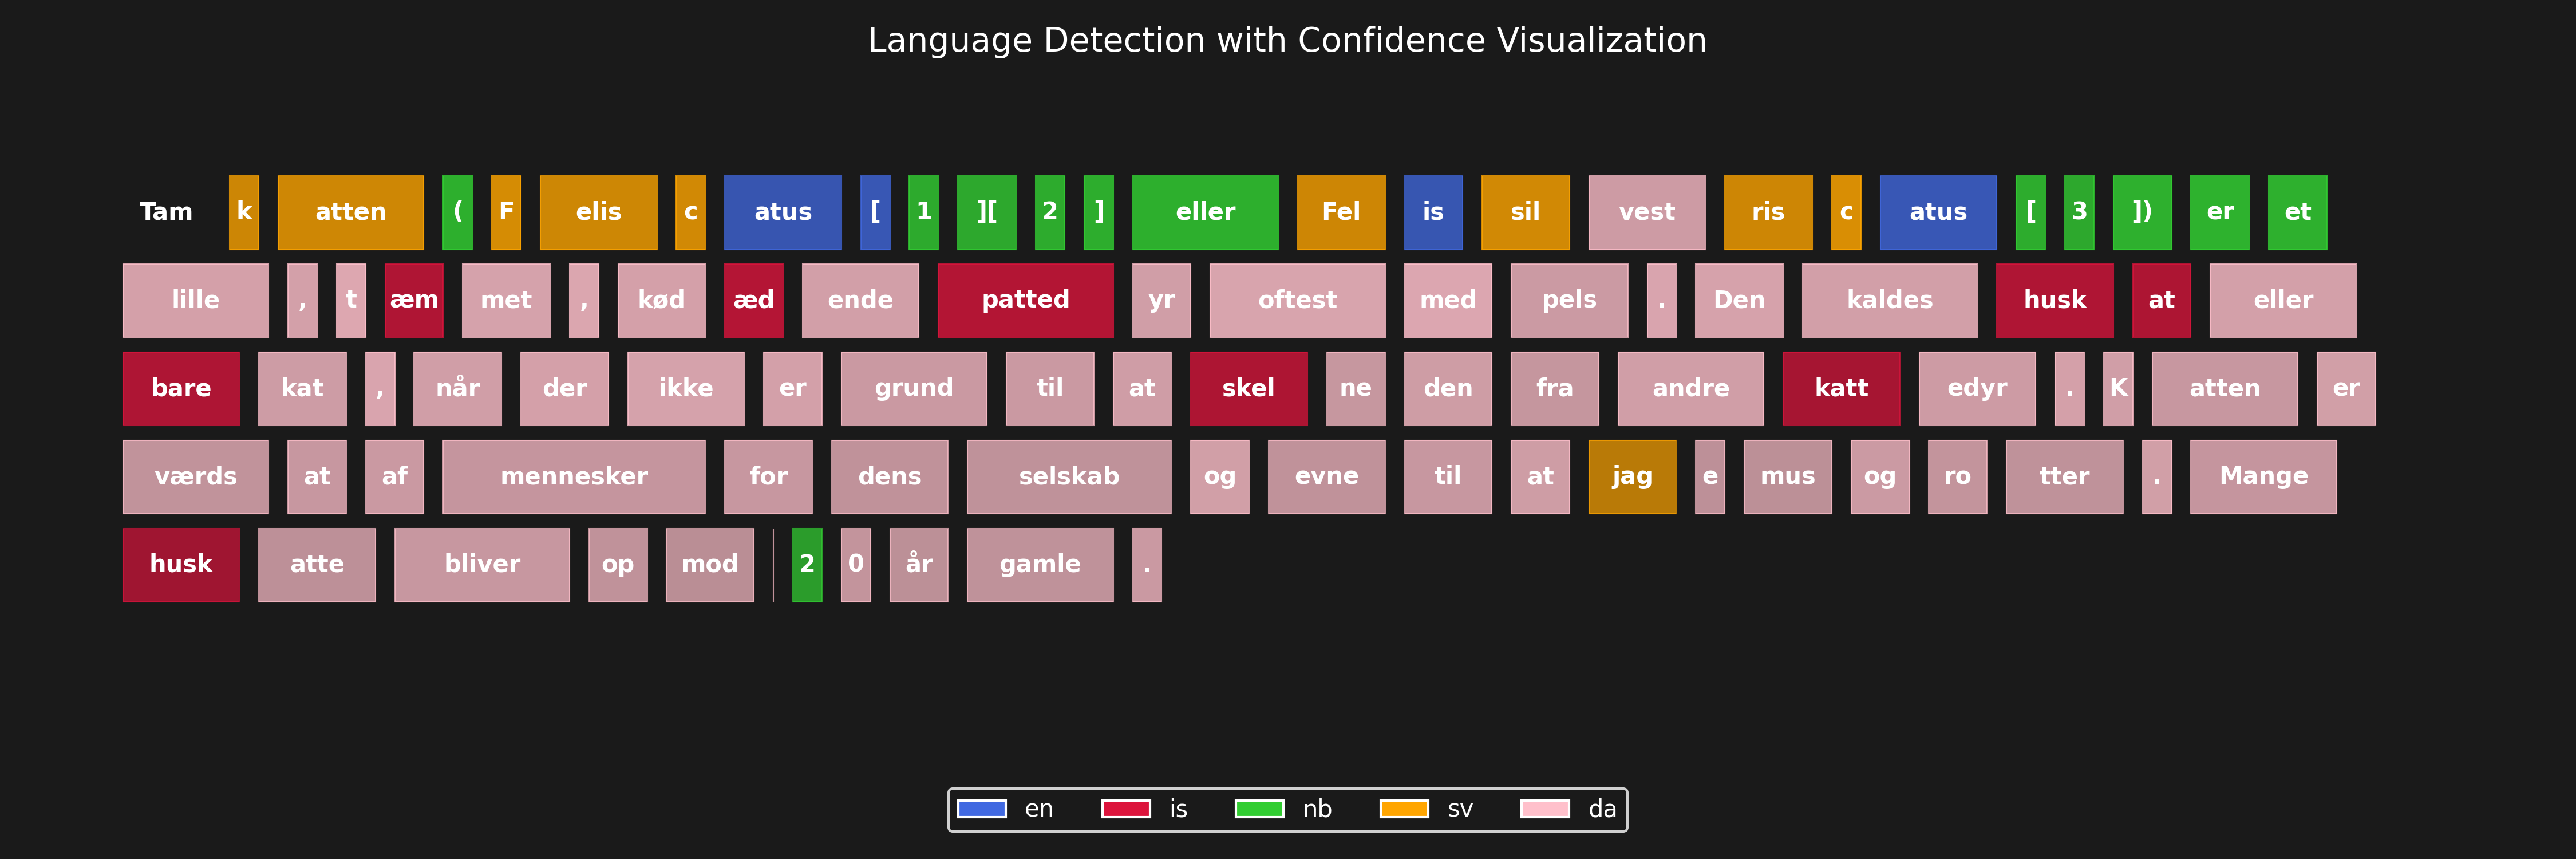 Language Detection with Confidence Visualization
Tam k atten ( F elis c atus [ 1 ][ 2 ] eller Fel is sil vest ris c atus [ 3 ]) er et
lille , t æm met , kød æd ende patted yr oftest med pels . Den kaldes husk at eller
bare kat , når der ikke er grund til at skel ne den fra andre katt edyr . K atten er
værds at af mennesker for dens selskab og evne til at jag e mus og ro tter . Mange
husk atte bliver op mod 2 0 år gamle .
en is nb sv da